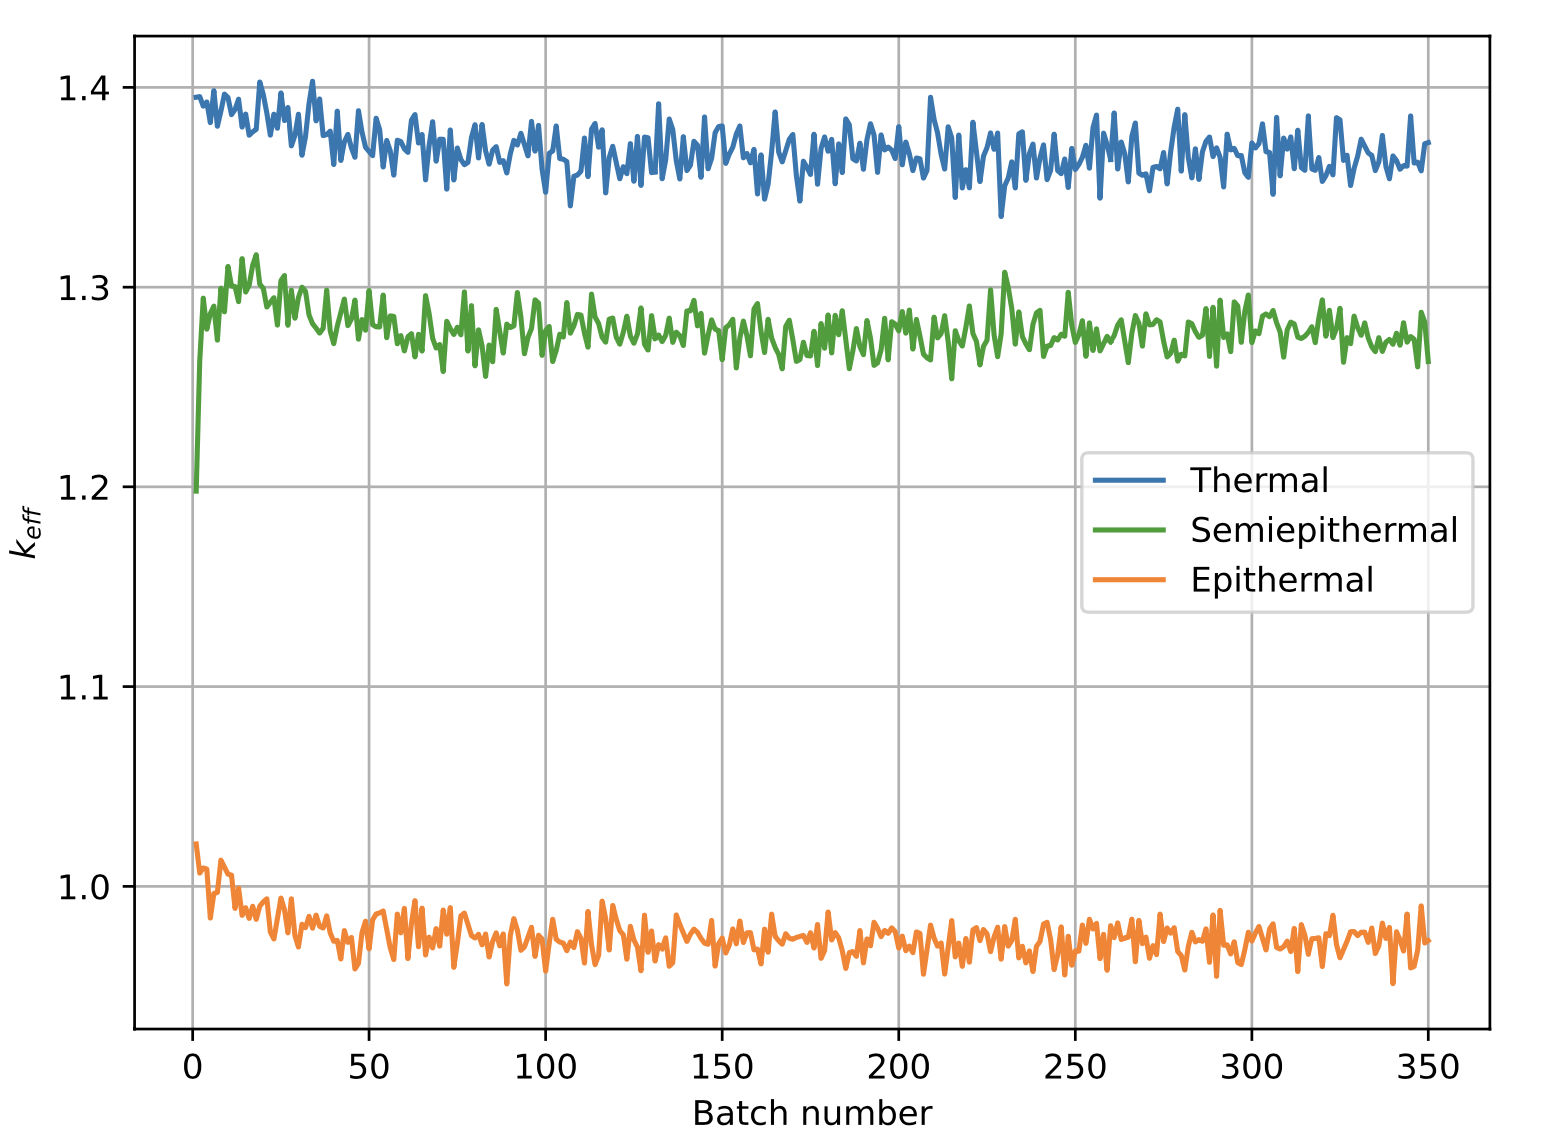 1.4
1.3
1.2
1.1
1.0
k_eff
Thermal
Semiepithermal
Epithermal
0 50 100 150 200 250 300 350
Batch number